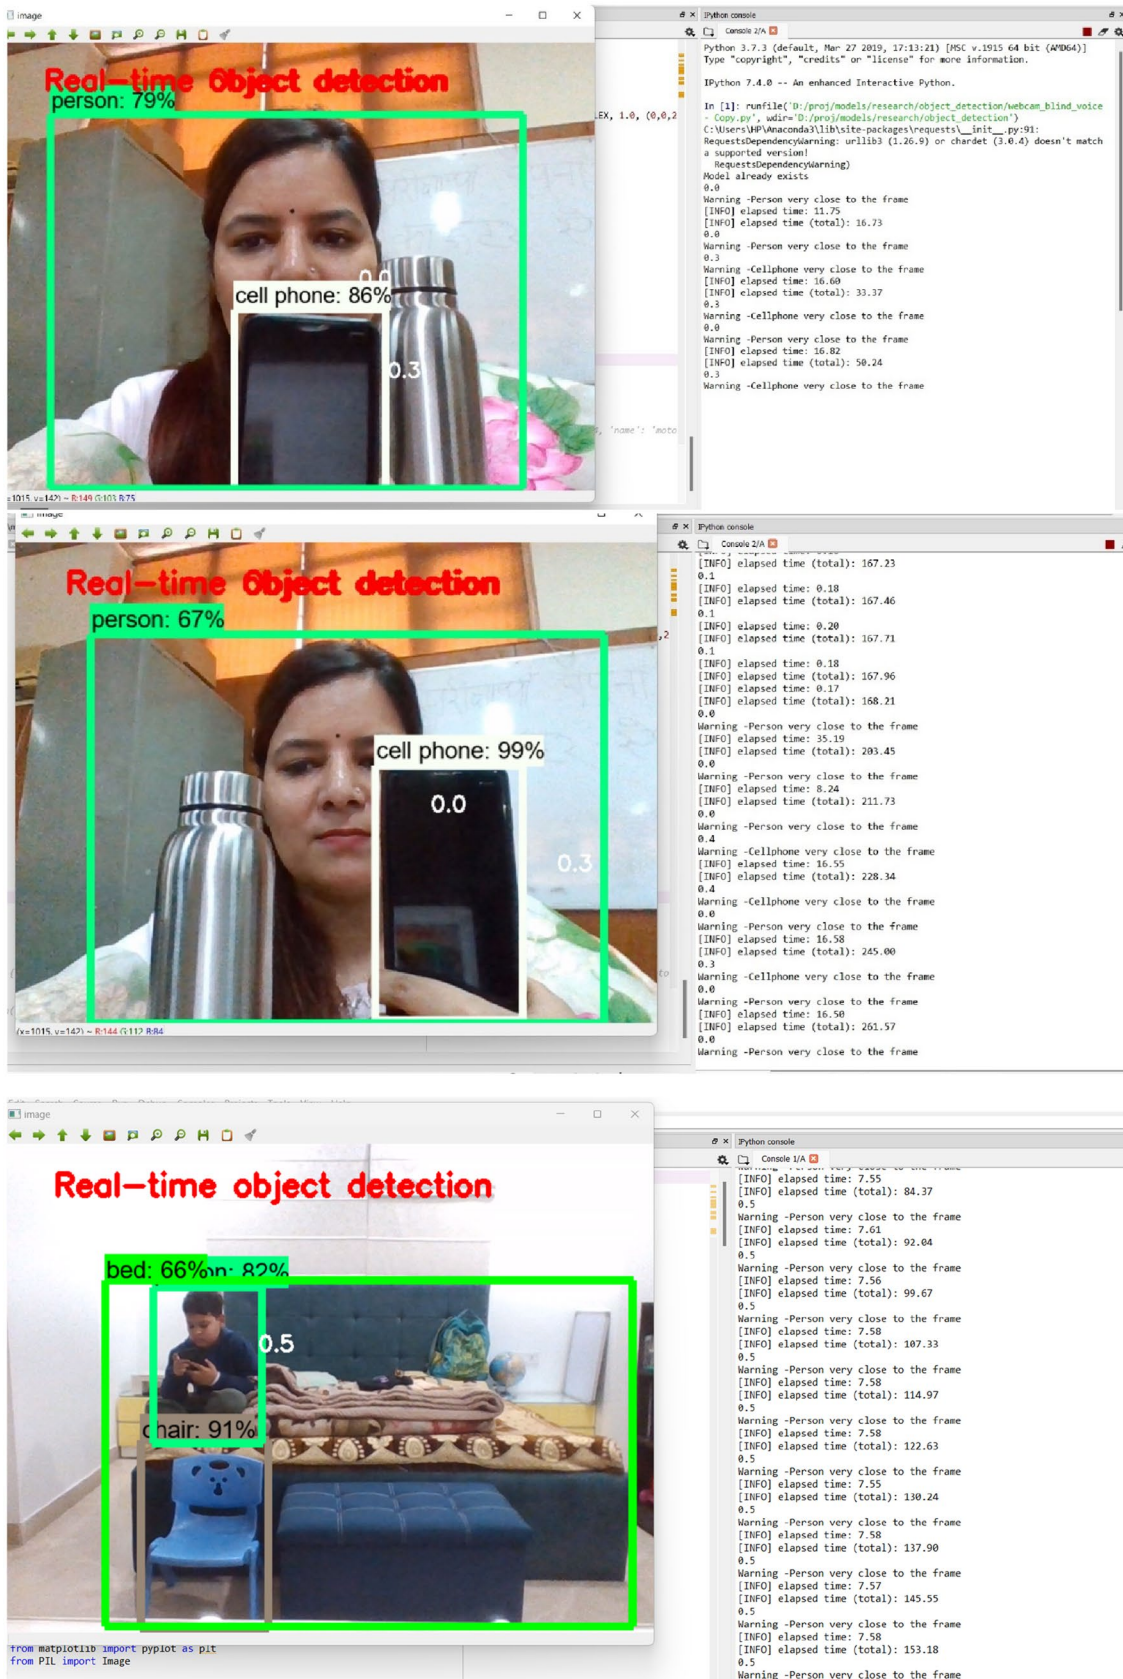 image
Real-time Object detection
person: 79%
0.0
cell phone: 86%
0.3
LEX, 1.0, (0,0,2
, 'name': 'moto
=1015, y=142) ~ R:149 G:103 B:75
IPython console
Console 2/A
Python 3.7.3 (default, Mar 27 2019, 17:13:21) [MSC v.1915 64 bit (AMD64)]
Type "copyright", "credits" or "license" for more information.
IPython 7.4.0 -- An enhanced Interactive Python.
In [1]: runfile('D:/proj/models/research/object_detection/webcam_blind_voice
- Copy.py', wdir='D:/proj/models/research/object_detection')
C:\Users\HP\Anaconda3\lib\site-packages\requests\__init__.py:91:
RequestsDependencyWarning: urllib3 (1.26.9) or chardet (3.0.4) doesn't match
a supported version!
RequestsDependencyWarning)
Model already exists
0.0
Warning -Person very close to the frame
[INFO] elapsed time: 11.75
[INFO] elapsed time (total): 16.73
0.0
Warning -Person very close to the frame
0.3
Warning -Cellphone very close to the frame
[INFO] elapsed time: 16.60
[INFO] elapsed time (total): 33.37
0.3
Warning -Cellphone very close to the frame
0.0
Warning -Person very close to the frame
[INFO] elapsed time: 16.82
[INFO] elapsed time (total): 50.24
0.3
Warning -Cellphone very close to the frame
image
Real-time Object detection
person: 67%
cell phone: 99%
0.0
0.3
,2
to
(x=1015, y=142) ~ R:144 G:112 B:84
IPython console
Console 2/A
[INFO] elapsed time (total): 167.23
0.1
[INFO] elapsed time: 0.18
[INFO] elapsed time (total): 167.46
0.1
[INFO] elapsed time: 0.20
[INFO] elapsed time (total): 167.71
0.1
[INFO] elapsed time: 0.18
[INFO] elapsed time (total): 167.96
[INFO] elapsed time: 0.17
[INFO] elapsed time (total): 168.21
0.0
Warning -Person very close to the frame
[INFO] elapsed time: 35.19
[INFO] elapsed time (total): 203.45
0.0
Warning -Person very close to the frame
[INFO] elapsed time: 8.24
[INFO] elapsed time (total): 211.73
0.0
Warning -Person very close to the frame
0.4
Warning -Cellphone very close to the frame
[INFO] elapsed time: 16.55
[INFO] elapsed time (total): 228.34
0.4
Warning -Cellphone very close to the frame
0.0
Warning -Person very close to the frame
[INFO] elapsed time: 16.58
[INFO] elapsed time (total): 245.00
0.3
Warning -Cellphone very close to the frame
0.0
Warning -Person very close to the frame
[INFO] elapsed time: 16.50
[INFO] elapsed time (total): 261.57
0.0
Warning -Person very close to the frame
image
Real-time object detection
bed: 66% on: 82%
0.5
chair: 91%
from matplotlib import pyplot as plt
from PIL import Image
IPython console
Console 1/A
Warning -Person very close to the frame
[INFO] elapsed time: 7.55
[INFO] elapsed time (total): 84.37
0.5
Warning -Person very close to the frame
[INFO] elapsed time: 7.61
[INFO] elapsed time (total): 92.04
0.5
Warning -Person very close to the frame
[INFO] elapsed time: 7.56
[INFO] elapsed time (total): 99.67
0.5
Warning -Person very close to the frame
[INFO] elapsed time: 7.58
[INFO] elapsed time (total): 107.33
0.5
Warning -Person very close to the frame
[INFO] elapsed time: 7.58
[INFO] elapsed time (total): 114.97
0.5
Warning -Person very close to the frame
[INFO] elapsed time: 7.58
[INFO] elapsed time (total): 122.63
0.5
Warning -Person very close to the frame
[INFO] elapsed time: 7.55
[INFO] elapsed time (total): 130.24
0.5
Warning -Person very close to the frame
[INFO] elapsed time: 7.58
[INFO] elapsed time (total): 137.90
0.5
Warning -Person very close to the frame
[INFO] elapsed time: 7.57
[INFO] elapsed time (total): 145.55
0.5
Warning -Person very close to the frame
[INFO] elapsed time: 7.58
[INFO] elapsed time (total): 153.18
0.5
Warning -Person very close to the frame